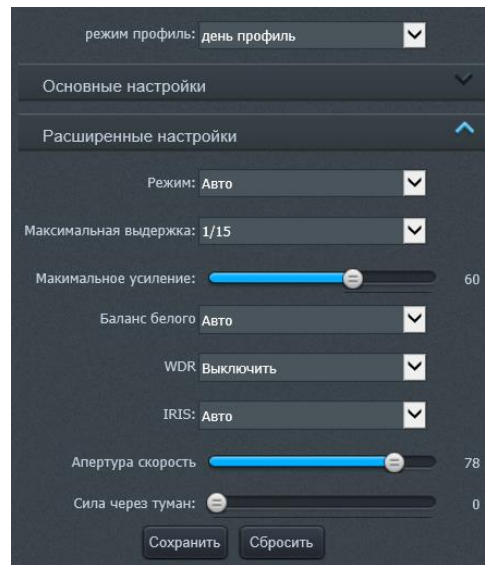 режим профиль: день профиль
Основные настройки
Расширенные настройки
Режим: Авто
Максимальная выдержка: 1/15
Макимальное усиление: 60
Баланс белого Авто
WDR Выключить
IRIS: Авто
Апертура скорость 78
Сила через туман: 0
Сохранить Сбросить